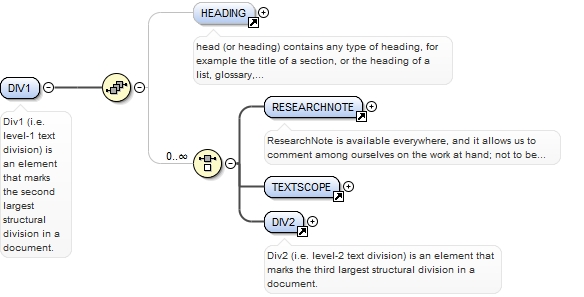 HEADING
head (or heading) contains any type of heading, for
example the title of a section, or the heading of a
list, glossary,...
DIV1
Div1 (i.e.
level-1 text
division) is
an element
that marks
the second
largest
structural
division in a
document.
0..∞
RESEARCHNOTE
ResearchNote is available everywhere, and it allows us to
comment among ourselves on the work at hand; not to be...
TEXTSCOPE
DIV2
Div2 (i.e. level-2 text division) is an element that
marks the third largest structural division in a
document.